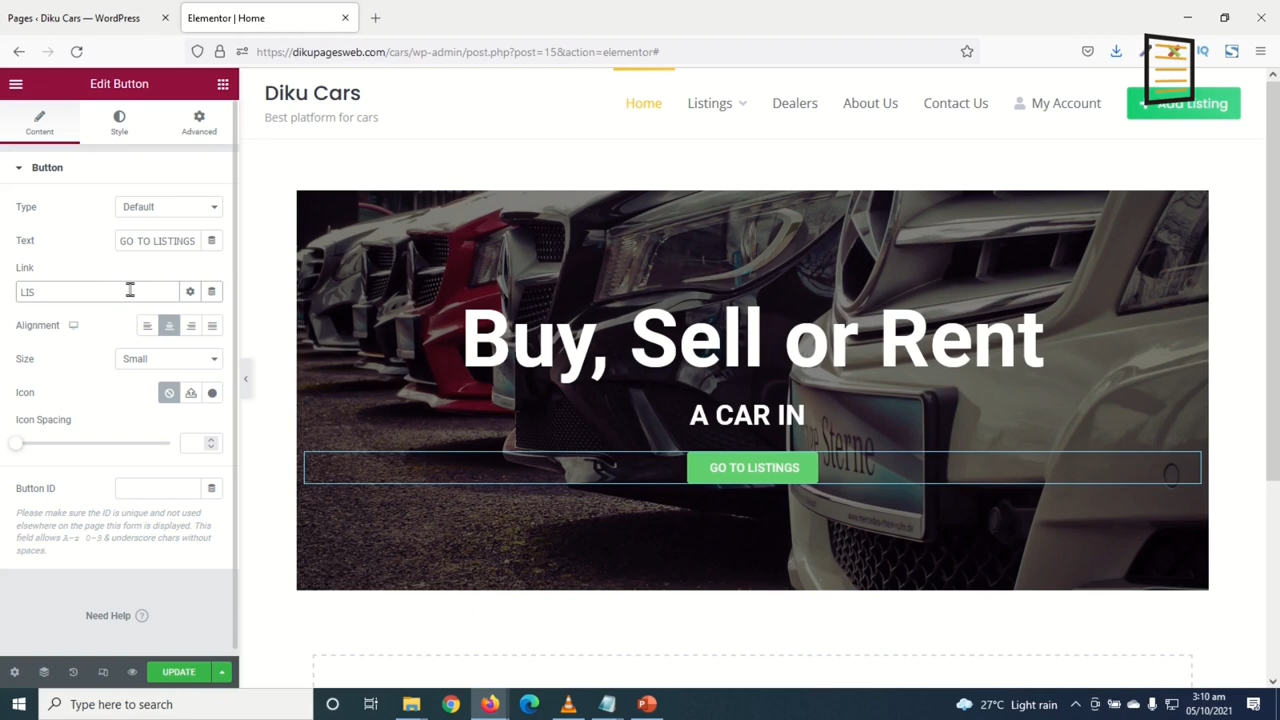 Pages ‹ Diku Cars — WordPress
Elementor | Home
https://dikupagesweb.com/cars/wp-admin/post.php?post=15&action=elementor#
IQ
Edit Button
Content
Style
Advanced
Button
Type
Default
Text
GO TO LISTINGS
Link
LIS
Alignment
Size
Small
Icon
Icon Spacing
Button ID
Please make sure the ID is unique and not used
elsewhere on the page this form is displayed. This
field allows A-z 0-9 & underscore chars without
spaces.
Need Help
UPDATE
Diku Cars
Best platform for cars
Home
Listings
Dealers
About Us
Contact Us
My Account
Add Listing
Buy, Sell or Rent
A CAR IN
GO TO LISTINGS
Sterne
Type here to search
27°C Light rain
3:10 am
05/10/2021